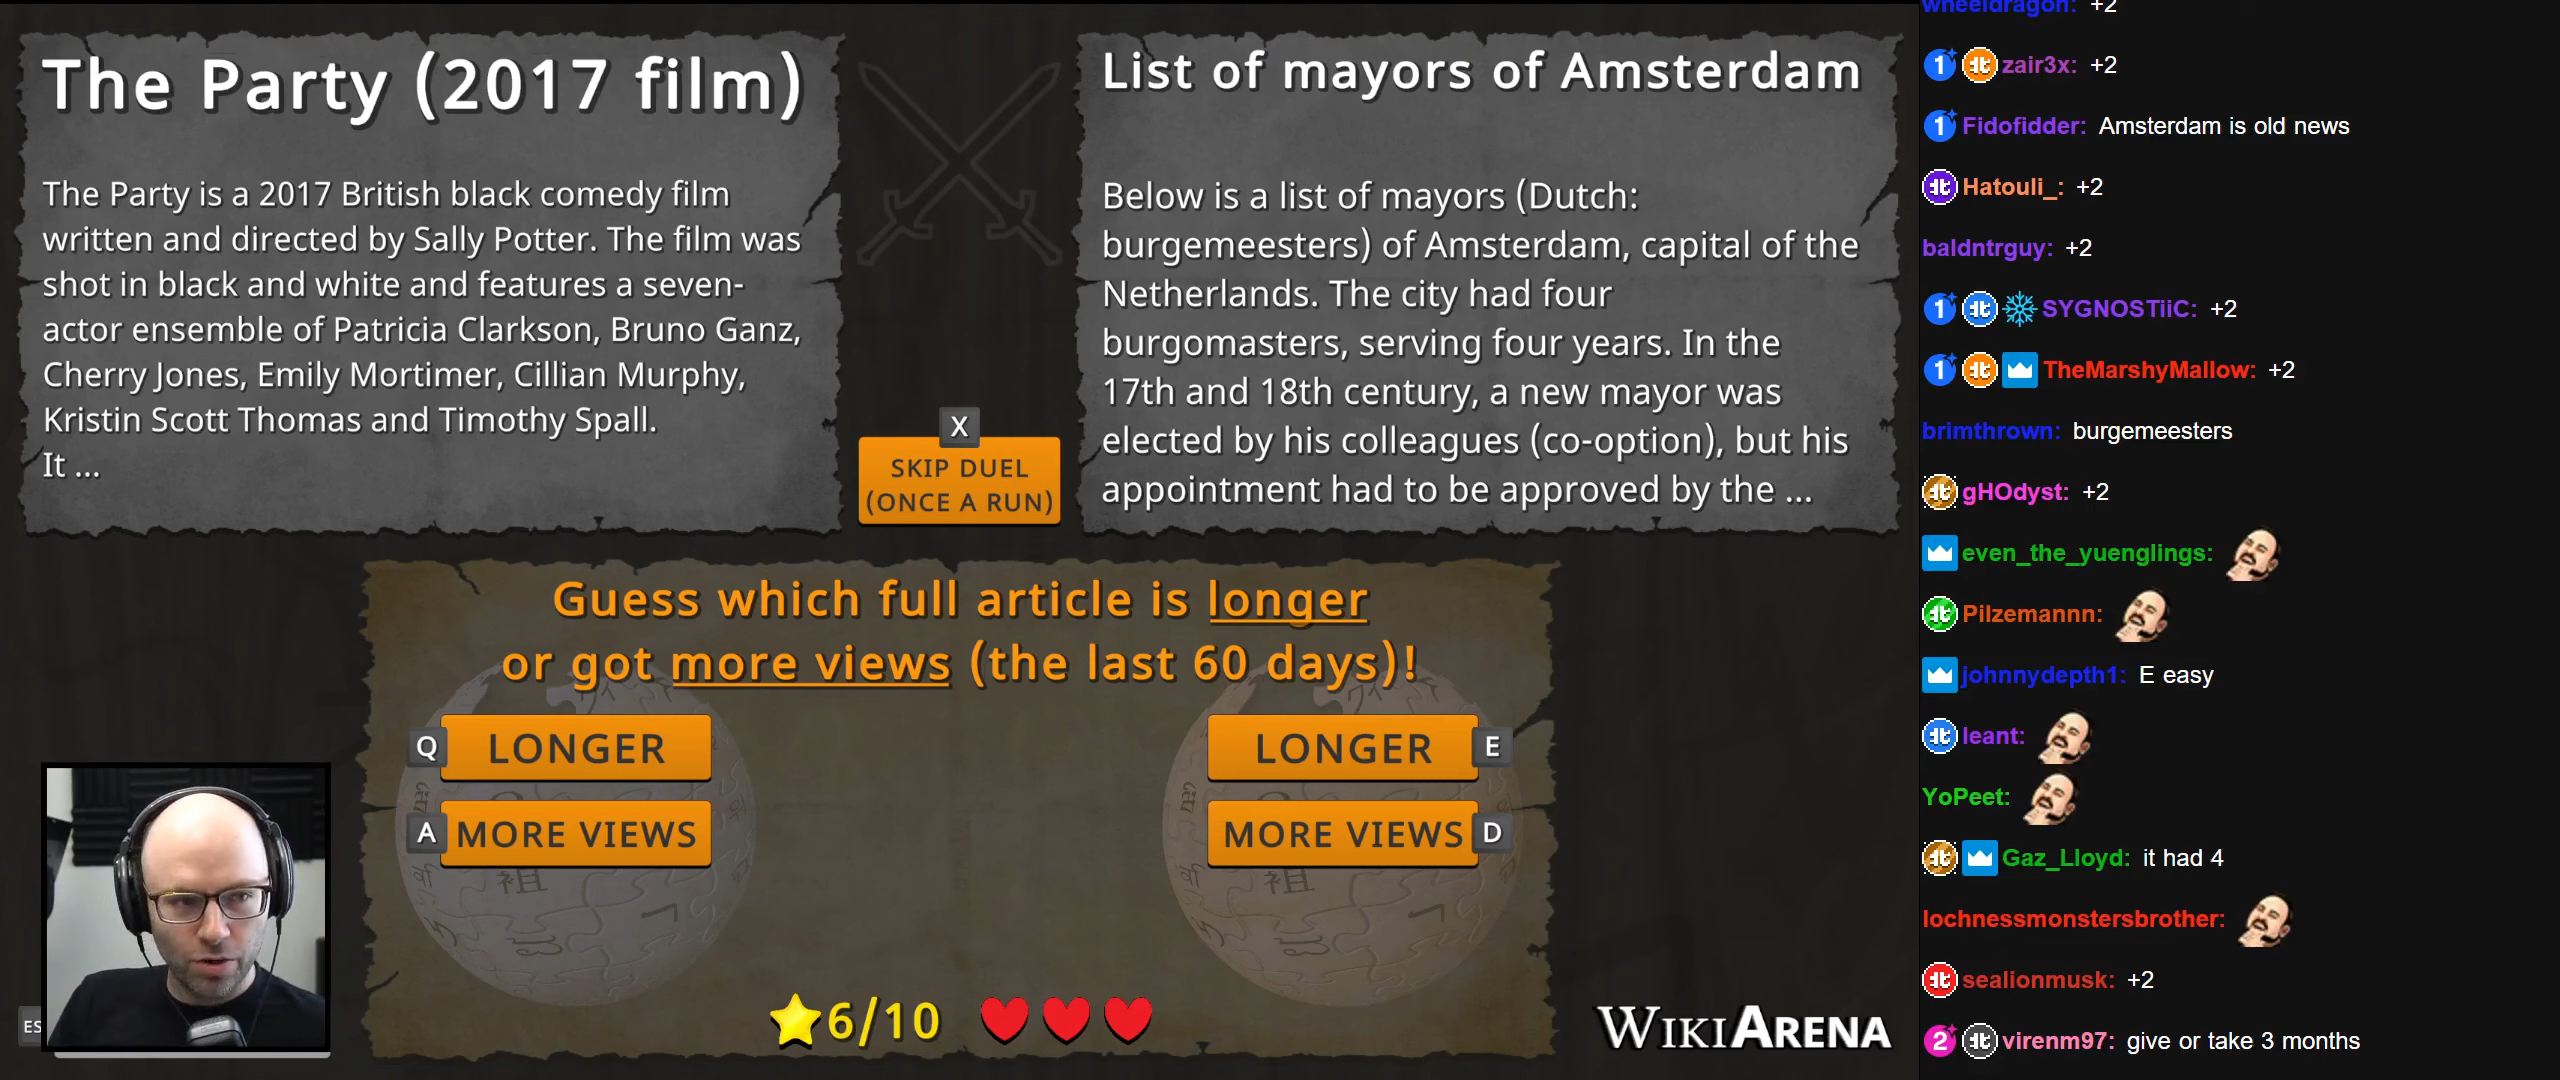 The Party (2017 film)
The Party is a 2017 British black comedy film
written and directed by Sally Potter. The film was
shot in black and white and features a seven-
actor ensemble of Patricia Clarkson, Bruno Ganz,
Cherry Jones, Emily Mortimer, Cillian Murphy,
Kristin Scott Thomas and Timothy Spall.
It ...
X
SKIP DUEL
(ONCE A RUN)
List of mayors of Amsterdam
Below is a list of mayors (Dutch:
burgemeesters) of Amsterdam, capital of the
Netherlands. The city had four
burgomasters, serving four years. In the
17th and 18th century, a new mayor was
elected by his colleagues (co-option), but his
appointment had to be approved by the ...
Guess which full article is longer
or got more views (the last 60 days)!
Q LONGER
A MORE VIEWS
LONGER E
MORE VIEWS D
6/10
ES
WIKIARENA
wheeldragon: +2
1 zair3x: +2
1 Fidofidder: Amsterdam is old news
Hatouli_: +2
baldntrguy: +2
1 SYGNOSTiiC: +2
1 TheMarshyMallow: +2
brimthrown: burgemeesters
gHOdyst: +2
even_the_yuenglings:
Pilzemannn:
johnnydepth1: E easy
leant:
YoPeet:
Gaz_Lloyd: it had 4
lochnessmonstersbrother:
sealionmusk: +2
2 virenm97: give or take 3 months